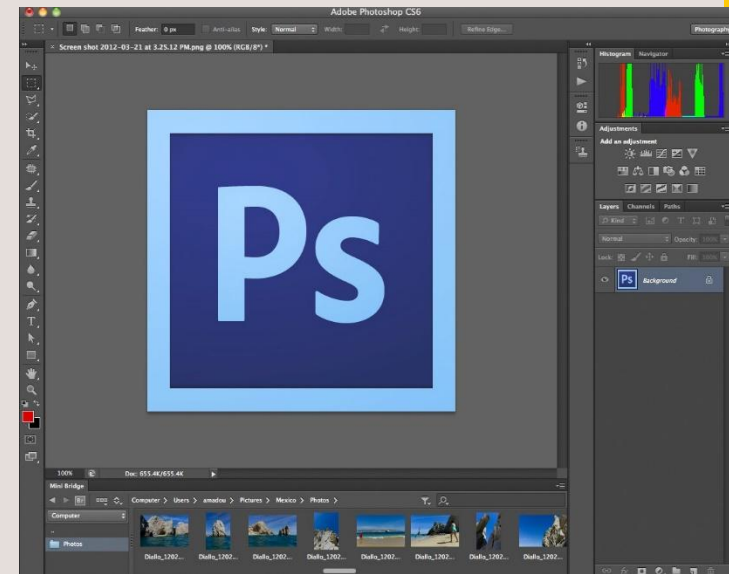 Adobe Photoshop CS6
Feather: 0 px Anti-alias Style: Normal Width: Height: Refine Edge... Photography
× Screen shot 2012-03-21 at 3.25.12 PM.png @ 100% (RGB/8*) *
Histogram Navigator
Adjustments
Add an adjustment
Layers Channels Paths
Kind
Normal Opacity: 100%
Lock: Fill: 100%
Ps Background
Ps
100% Doc: 655.4K/655.4K
Mini Bridge
Computer > Users > amadou > Pictures > Mexico > Photos >
Computer
..
Photos
Diallo_1202... Diallo_1202... Diallo_1202... Diallo_1202... Diallo_1202... Diallo_1202... Diallo_1202... Diallo_1202...